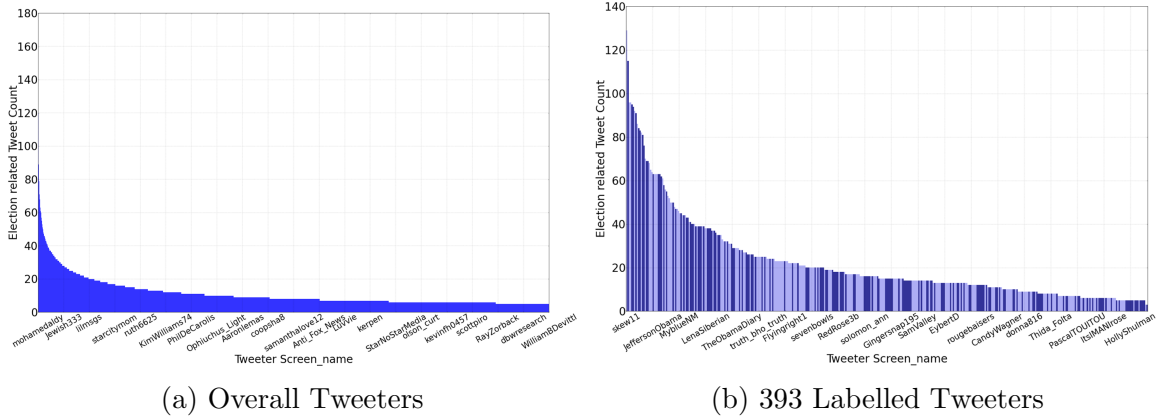 180
160
140
120
100
80
60
40
20
0
Election related Tweet Count
mohamedaldy
Jewish333
lilmsgs
starcitymom
ruth6625
KimWilliams74
PhilDeCarolis
Ophiuchus_Light
Aaroniemas
coopsha8
samanthalove12
Anti_Fox_News
kerpen
StarNoStarMedia
olson_curt
kevinfh0457
scottpiro
RayZorback
dbwresearch
WilliamBDevittl
Tweeter Screen_name
(a) Overall Tweeters
140
120
100
80
60
40
20
0
Election related Tweet Count
skew11
JeffersonObama
MyblueNM
LenaSiberian
TheObamaDiary
truth_bho_truth
Flyingright1
sevenbowls
RedRose3b
solomon_ann
Gingersnap195
SamValley
EybertD
rougebaisers
CandyWagner
donna816
Thida_Folta
PascalTOUITOU
ItsIMANIrose
HollyShulman
Tweeter Screen_name
(b) 393 Labelled Tweeters